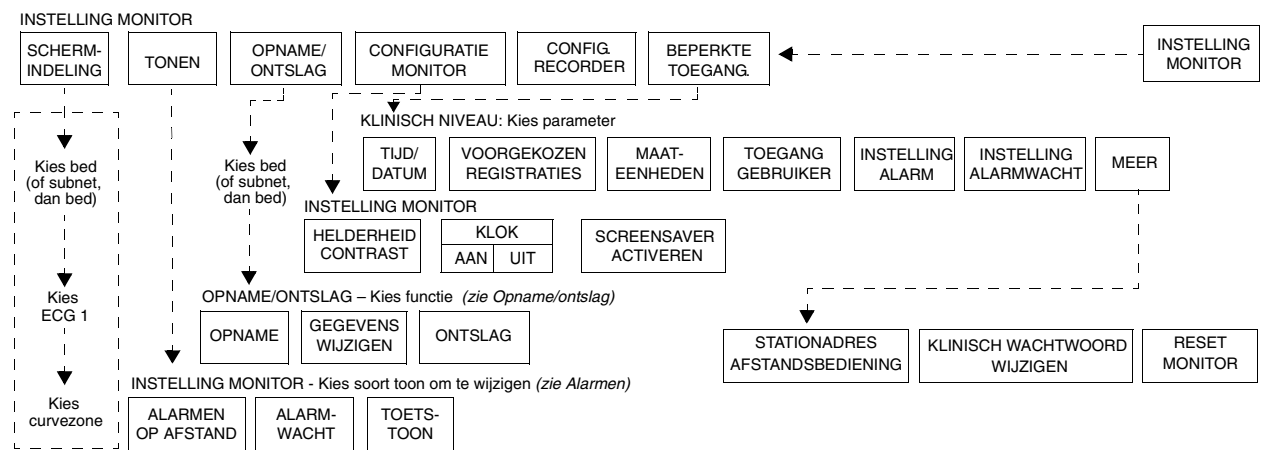 INSTELLING MONITOR
SCHERM-
INDELING
TONEN
OPNAME/
ONTSLAG
CONFIGURATIE
MONITOR
CONFIG.
RECORDER
BEPERKTE
TOEGANG.
INSTELLING
MONITOR
KLINISCH NIVEAU: Kies parameter
TIJD/
DATUM
VOORGEKOZEN
REGISTRATIES
MAAT-
EENHEDEN
TOEGANG
GEBRUIKER
INSTELLING
ALARM
INSTELLING
ALARMWACHT
MEER
Kies bed
(of subnet,
dan bed)
Kies bed
(of subnet,
dan bed)
INSTELLING MONITOR
HELDERHEID
CONTRAST
KLOK
AAN
UIT
SCREENSAVER
ACTIVEREN
Kies
ECG 1
OPNAME/ONTSLAG – Kies functie (zie Opname/ontslag)
OPNAME
GEGEVENS
WIJZIGEN
ONTSLAG
STATIONADRES
AFSTANDSBEDIENING
KLINISCH WACHTWOORD
WIJZIGEN
RESET
MONITOR
INSTELLING MONITOR - Kies soort toon om te wijzigen (zie Alarmen)
Kies
curvezone
ALARMEN
OP AFSTAND
ALARM-
WACHT
TOETS-
TOON